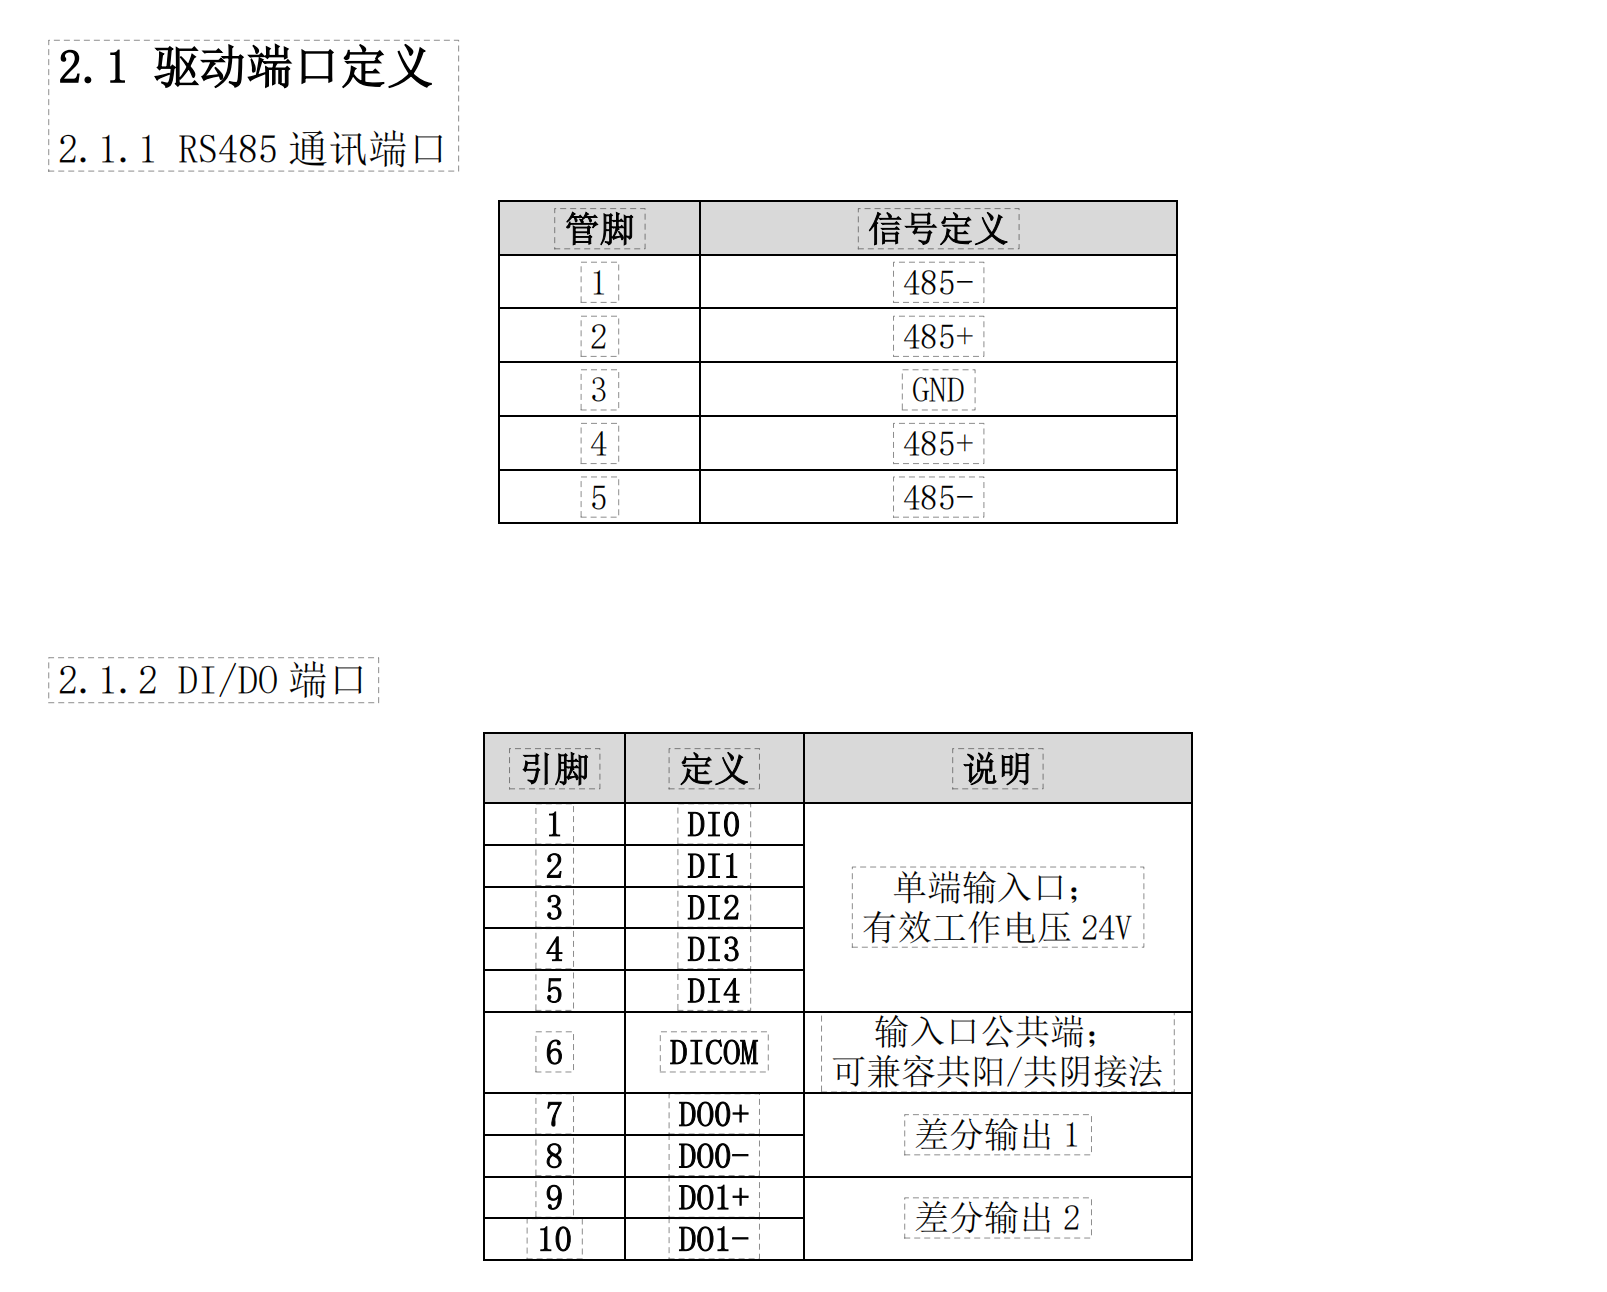 2.1 驱动端口定义
2.1.1 RS485 通讯端口
管脚 信号定义
1 485-
2 485+
3 GND
4 485+
5 485-
2.1.2 DI/DO 端口
引脚 定义 说明
1 DI0
2 DI1
3 DI2
4 DI3
5 DI4
单端输入口；
有效工作电压 24V
6 DICOM
输入口公共端；
可兼容共阳/共阴接法
7 DO0+
8 DO0-
差分输出 1
9 DO1+
10 DO1-
差分输出 2